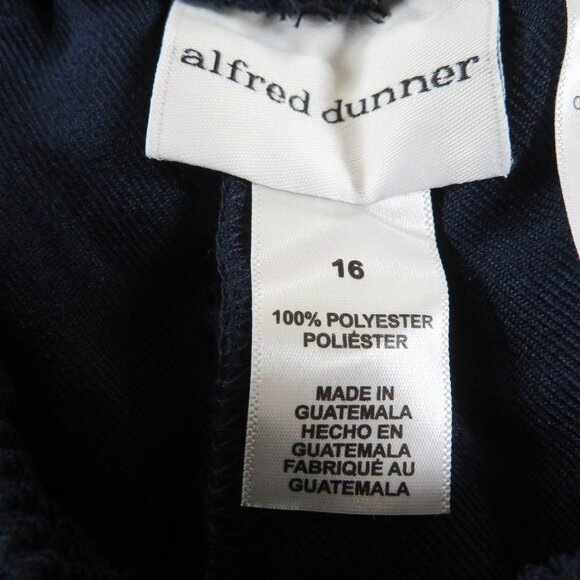 alfred dunner
16
100% POLYESTER
POLIÉSTER
MADE IN
GUATEMALA
HECHO EN
GUATEMALA
FABRIQUÉ AU
GUATEMALA